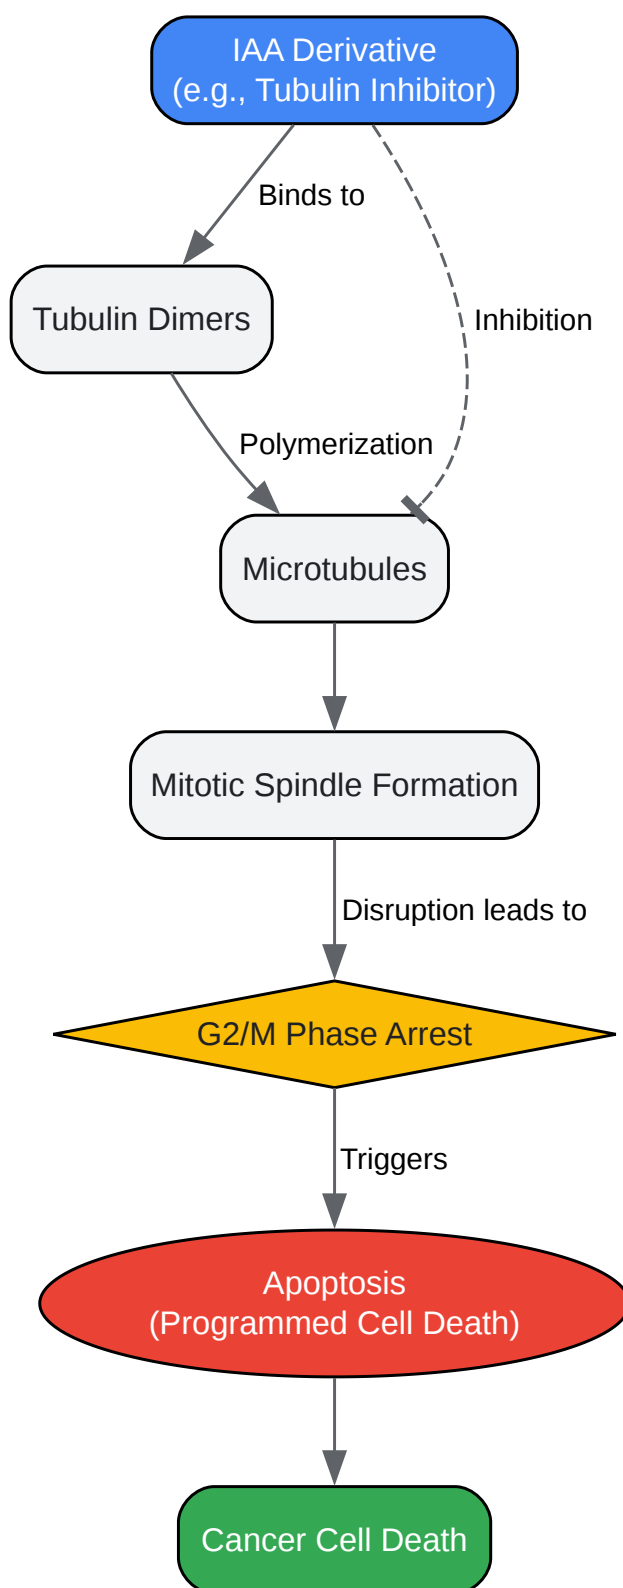 IAA Derivative
(e.g., Tubulin Inhibitor)
Binds to
Tubulin Dimers
Inhibition
Polymerization
Microtubules
Mitotic Spindle Formation
Disruption leads to
G2/M Phase Arrest
Triggers
Apoptosis
(Programmed Cell Death)
Cancer Cell Death